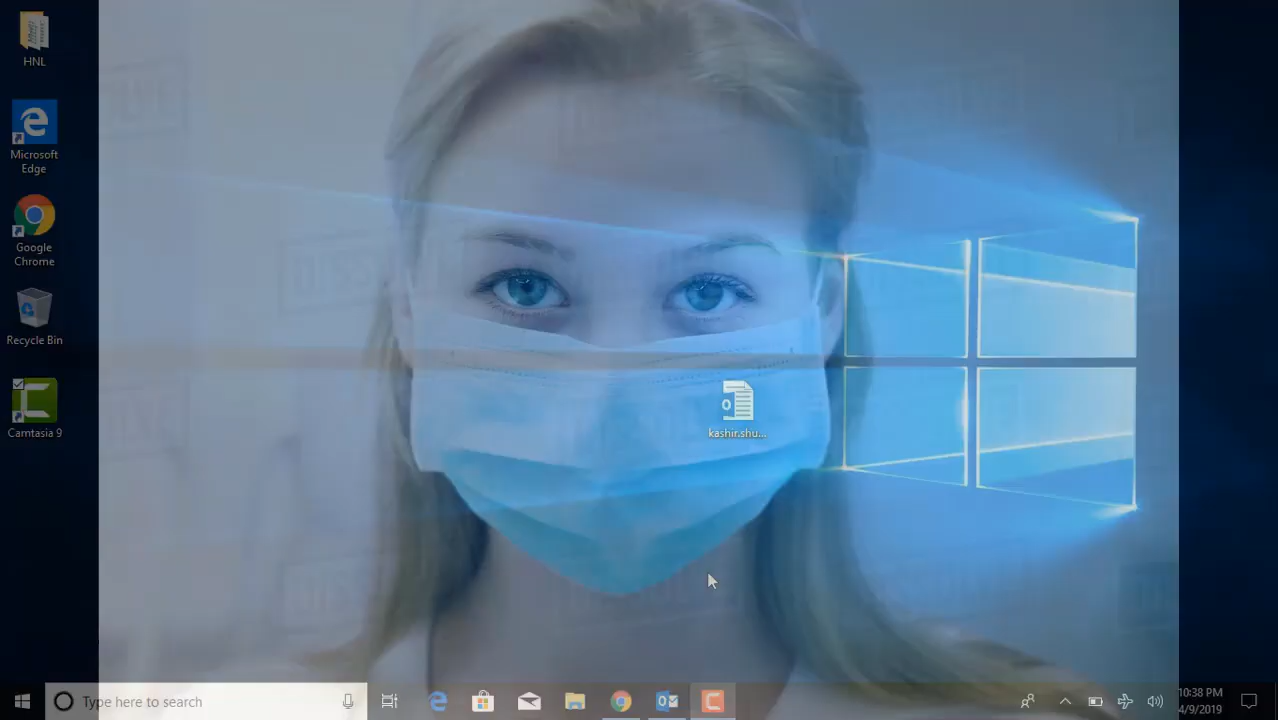 HNL
Microsoft
Edge
Google
Chrome
Recycle Bin
Camtasia 9
kashir.shu...
Type here to search
10:38 PM
4/9/2019